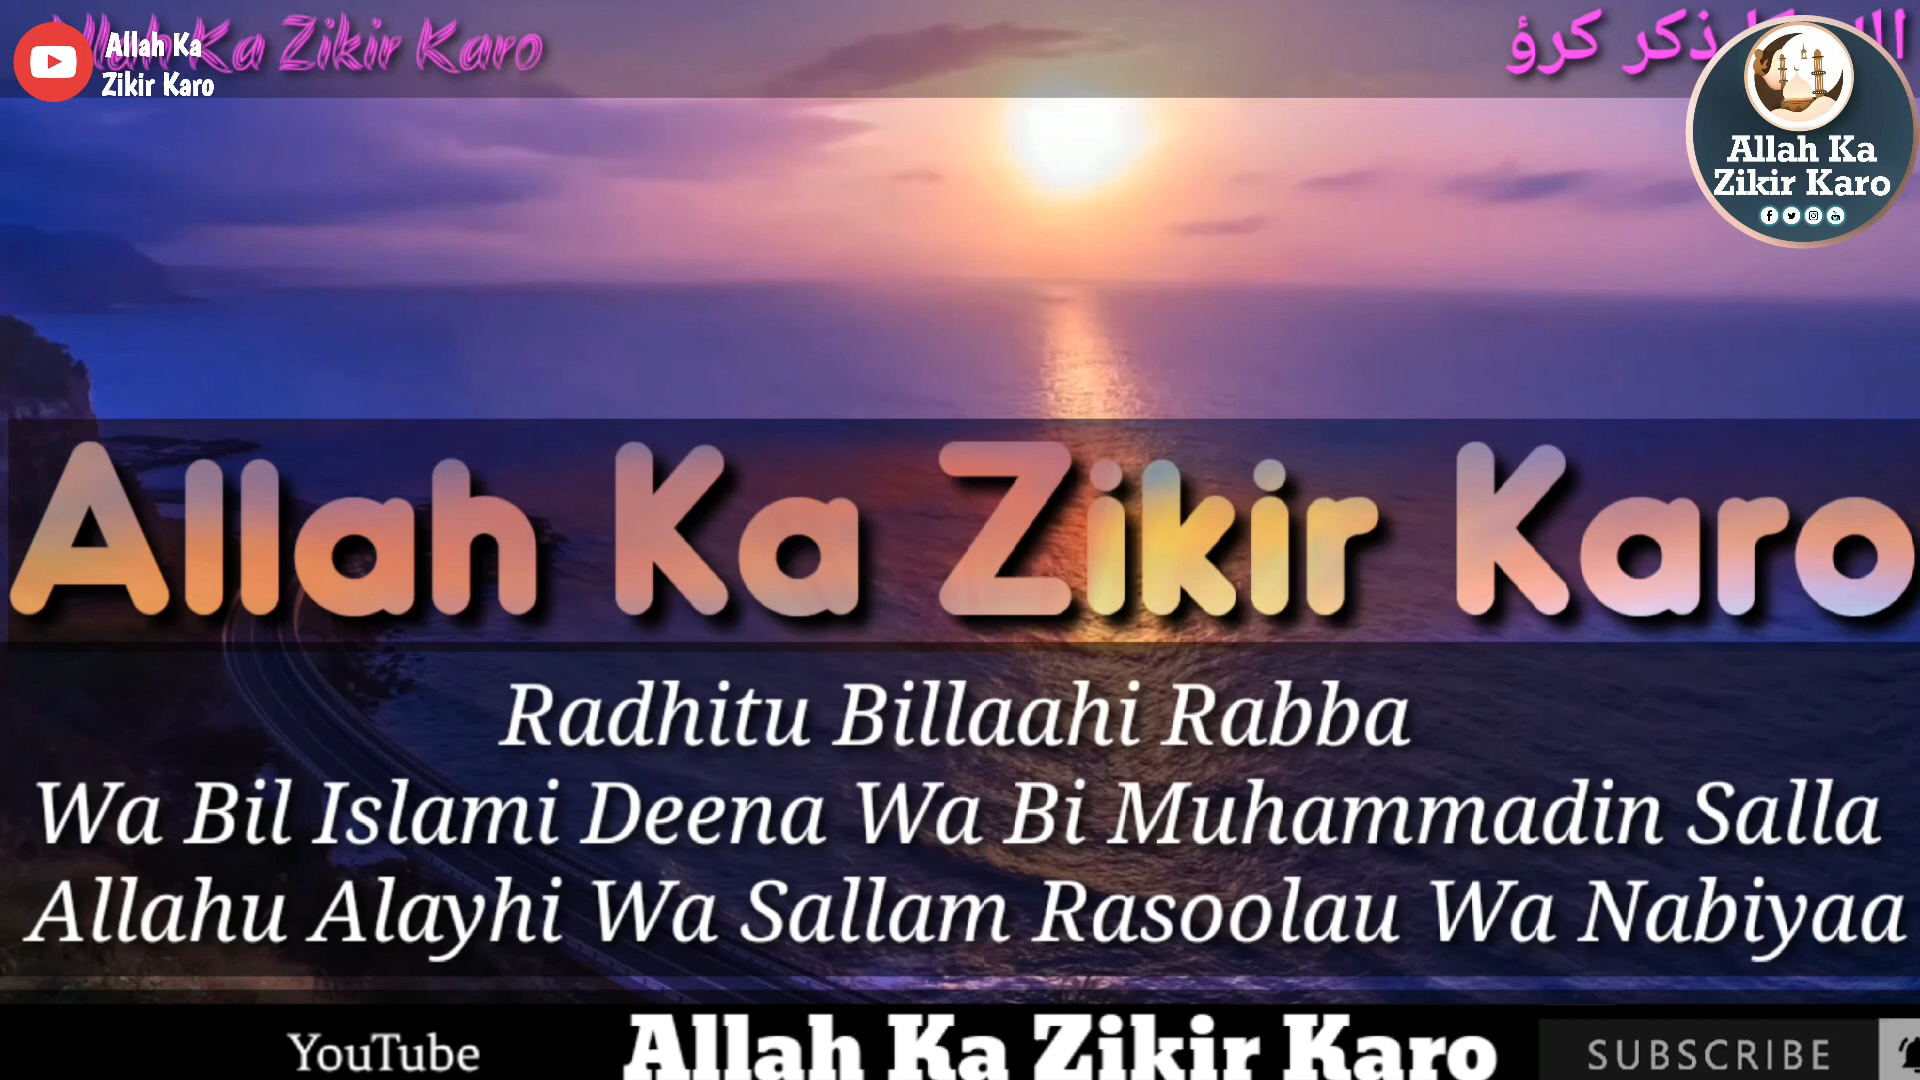 Allah Ka Zikir Karo
ذکر کرؤ
Allah Ka
Zikir Karo
Allah Ka
Zikir Karo
Allah Ka Zikir Karo
Radhitu Billaahi Rabba
Wa Bil Islami Deena Wa Bi Muhammadin Salla
Allahu Alayhi Wa Sallam Rasoolau Wa Nabiyaa
YouTube Allah Ka Zikir Karo SUBSCRIBE